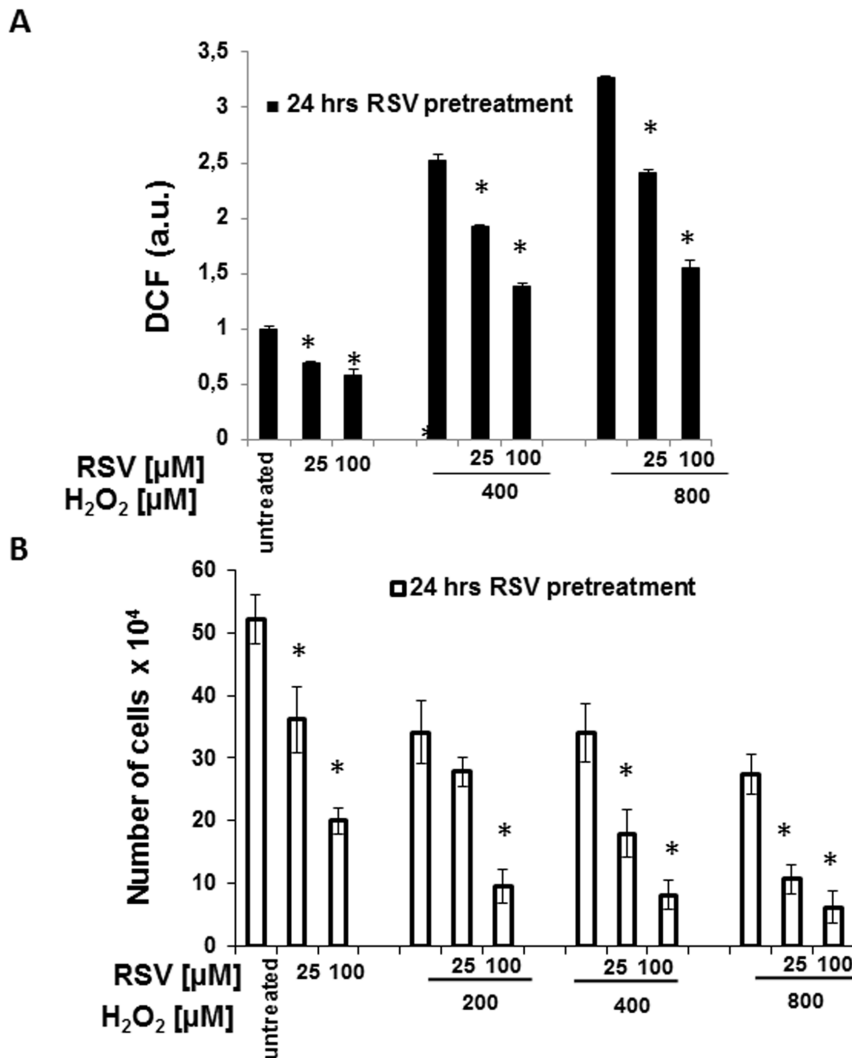 A
3,5
3
2,5
2
1,5
1
0,5
0
DCF (a.u.)
■ 24 hrs RSV pretreatment
* * * * * * *
RSV [µM] untreated 25 100 25 100 25 100
H₂O₂ [µM] 400 800
B
60
50
40
30
20
10
0
Number of cells x 10⁴
24 hrs RSV pretreatment
* * * * * * *
RSV [µM] untreated 25 100 25 100 25 100 25 100
H₂O₂ [µM] 200 400 800